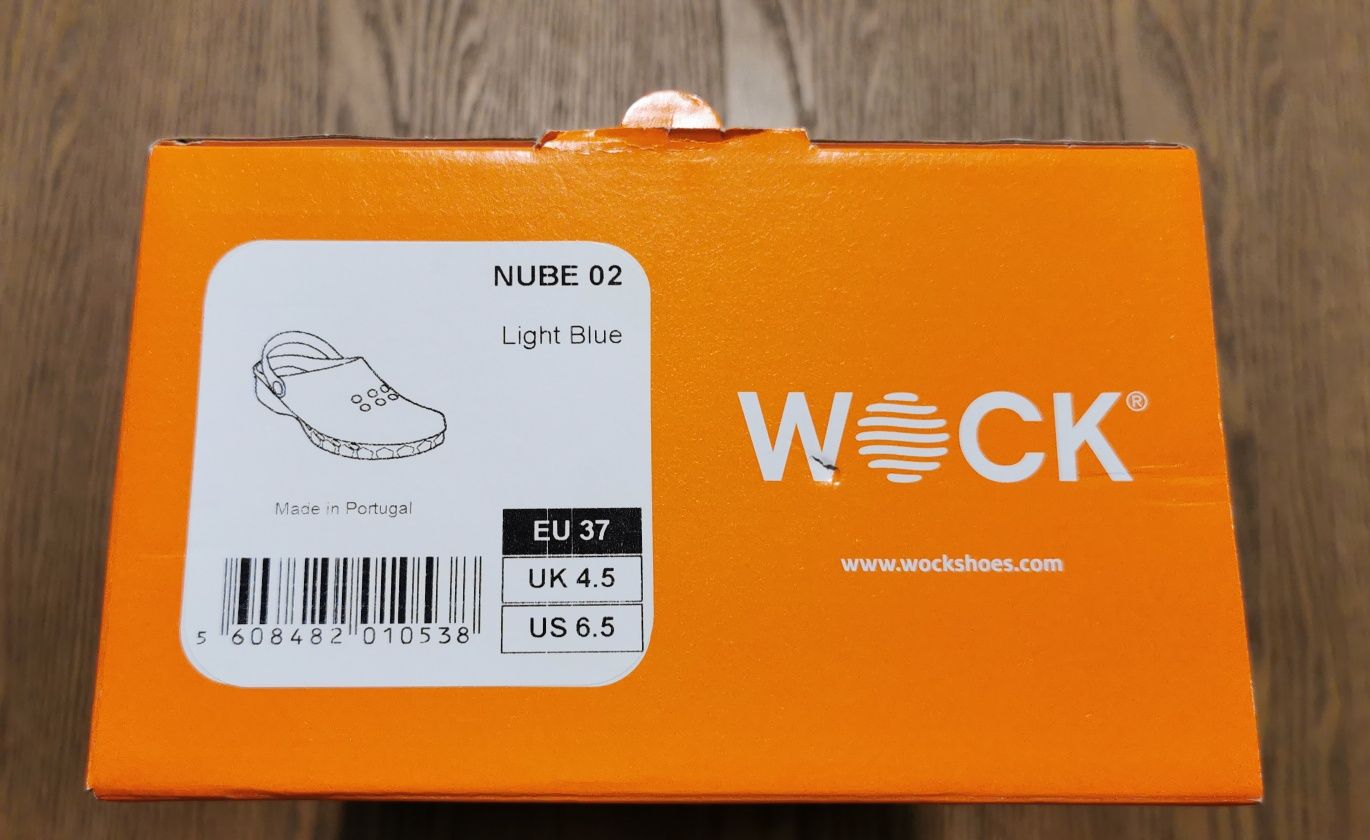 NUBE 02
Light Blue
Made in Portugal
EU 37
UK 4.5
US 6.5
5 608482 010538
WOCK®
www.wockshoes.com